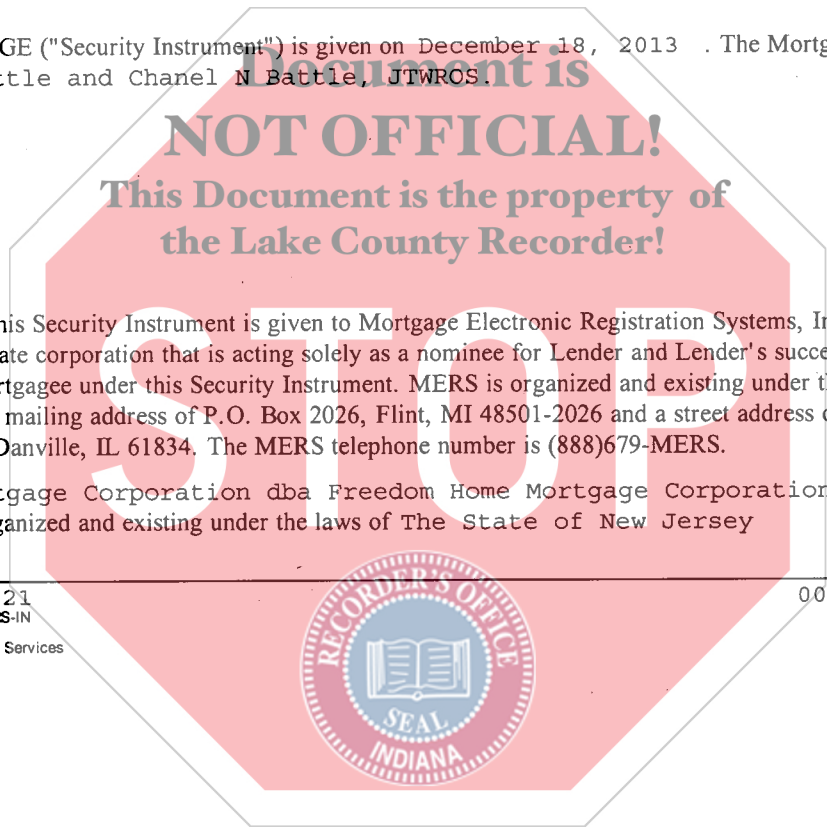 GE ("Security Instrument") is given on December 18, 2013 . The Mortg
ttle and Chanel N Battle, JTWROS.
Document is
NOT OFFICIAL!
This Document is the property of
the Lake County Recorder!
STOP
his Security Instrument is given to Mortgage Electronic Registration Systems, In
ate corporation that is acting solely as a nominee for Lender and Lender's succe
rtgagee under this Security Instrument. MERS is organized and existing under t
mailing address of P.O. Box 2026, Flint, MI 48501-2026 and a street address o
Danville, IL 61834. The MERS telephone number is (888)679-MERS.
tgage Corporation dba Freedom Home Mortgage Corporation
ganized and existing under the laws of The State of New Jersey
21
00
S-IN
Services
RECORDER'S OFFICE
SEAL
INDIANA